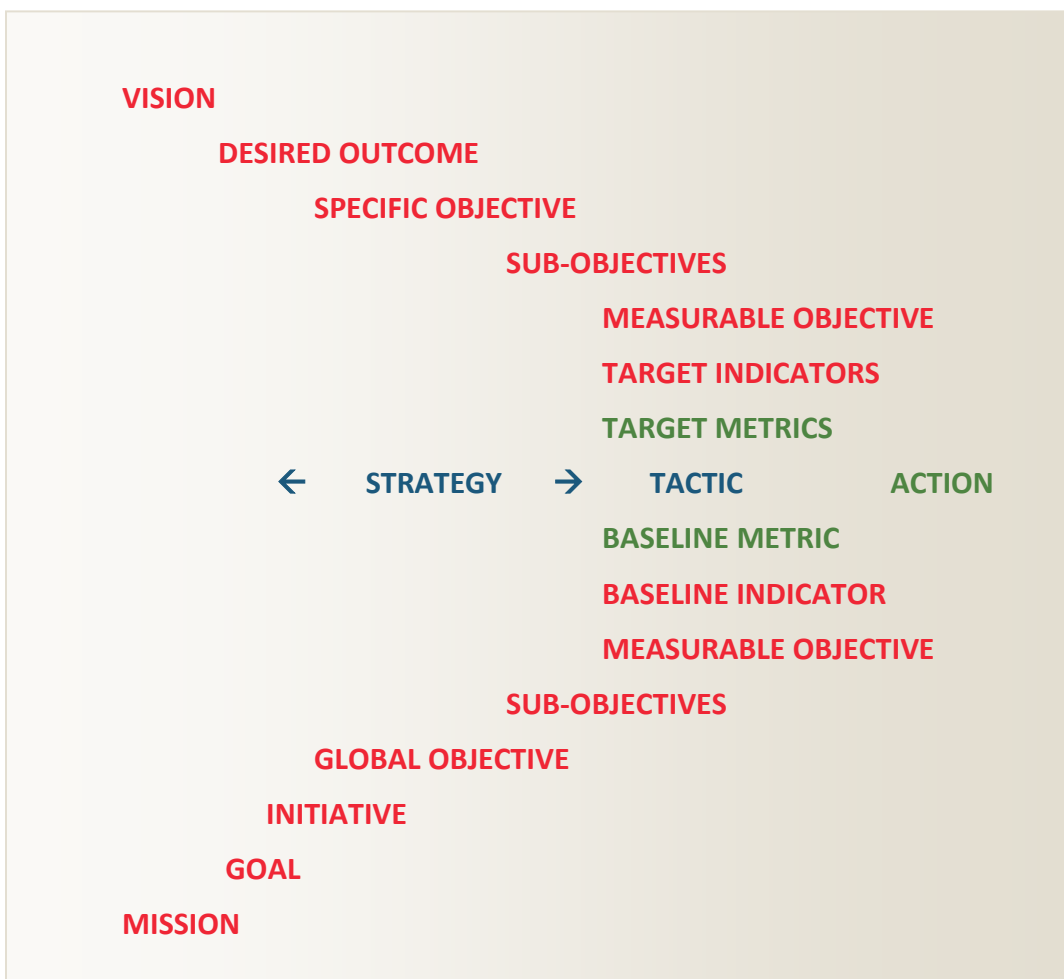 VISION
DESIRED OUTCOME
SPECIFIC OBJECTIVE
SUB-OBJECTIVES
MEASURABLE OBJECTIVE
TARGET INDICATORS
TARGET METRICS
← STRATEGY → TACTIC ACTION
BASELINE METRIC
BASELINE INDICATOR
MEASURABLE OBJECTIVE
SUB-OBJECTIVES
GLOBAL OBJECTIVE
INITIATIVE
GOAL
MISSION